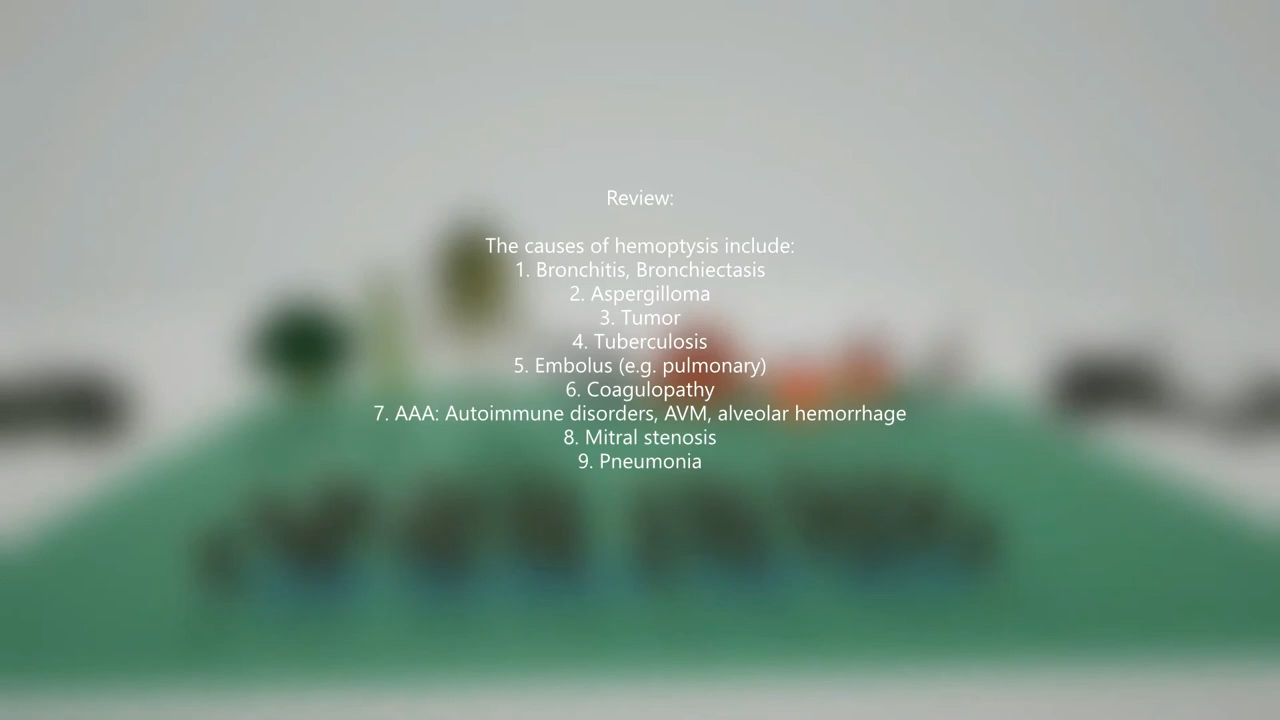 Review:
The causes of hemoptysis include:
1. Bronchitis, Bronchiectasis
2. Aspergilloma
3. Tumor
4. Tuberculosis
5. Embolus (e.g. pulmonary)
6. Coagulopathy
7. AAA: Autoimmune disorders, AVM, alveolar hemorrhage
8. Mitral stenosis
9. Pneumonia